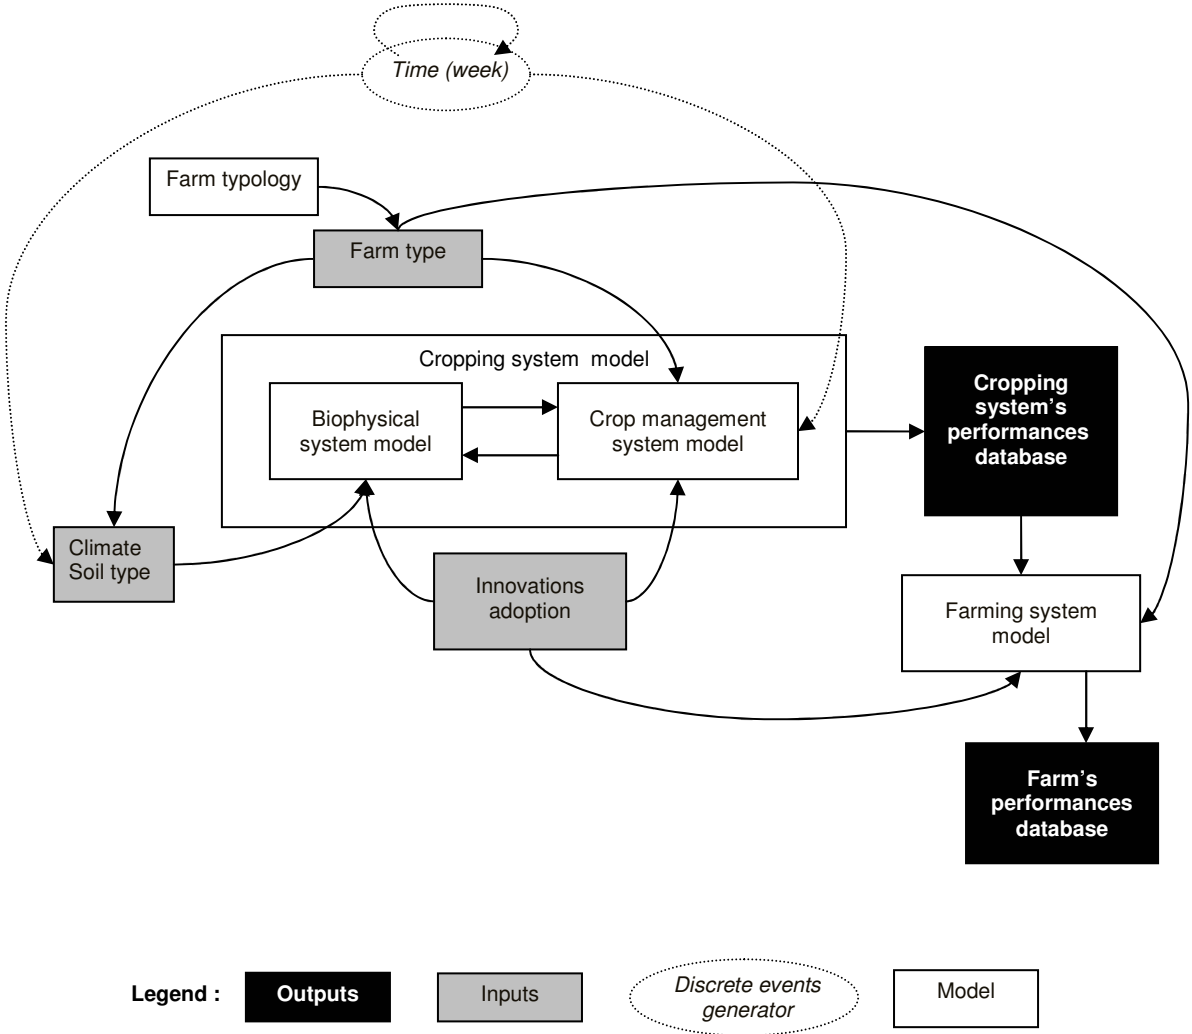 Time (week)
Farm typology
Farm type
Cropping system model
Biophysical
system model
Crop management
system model
Cropping
system’s
performances
database
Climate
Soil type
Innovations
adoption
Farming system
model
Farm’s
performances
database
Legend :
Outputs
Inputs
Discrete events
generator
Model